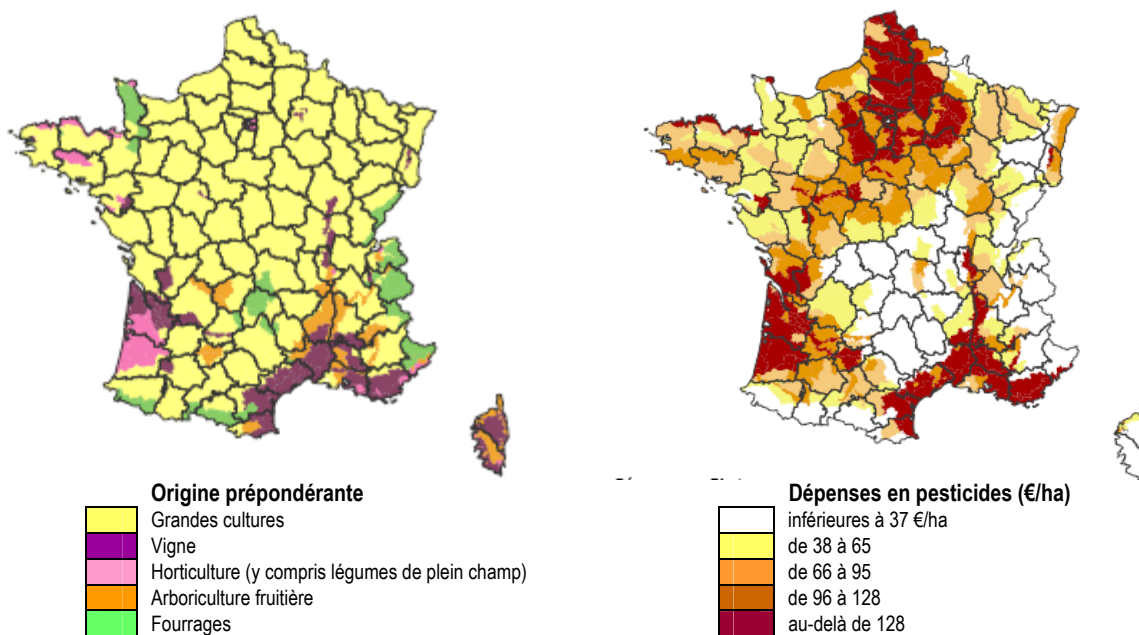 Origine prépondérante
Grandes cultures
Vigne
Horticulture (y compris légumes de plein champ)
Arboriculture fruitière
Fourrages
Dépenses en pesticides (€/ha)
inférieures à 37 €/ha
de 38 à 65
de 66 à 95
de 96 à 128
au-delà de 128